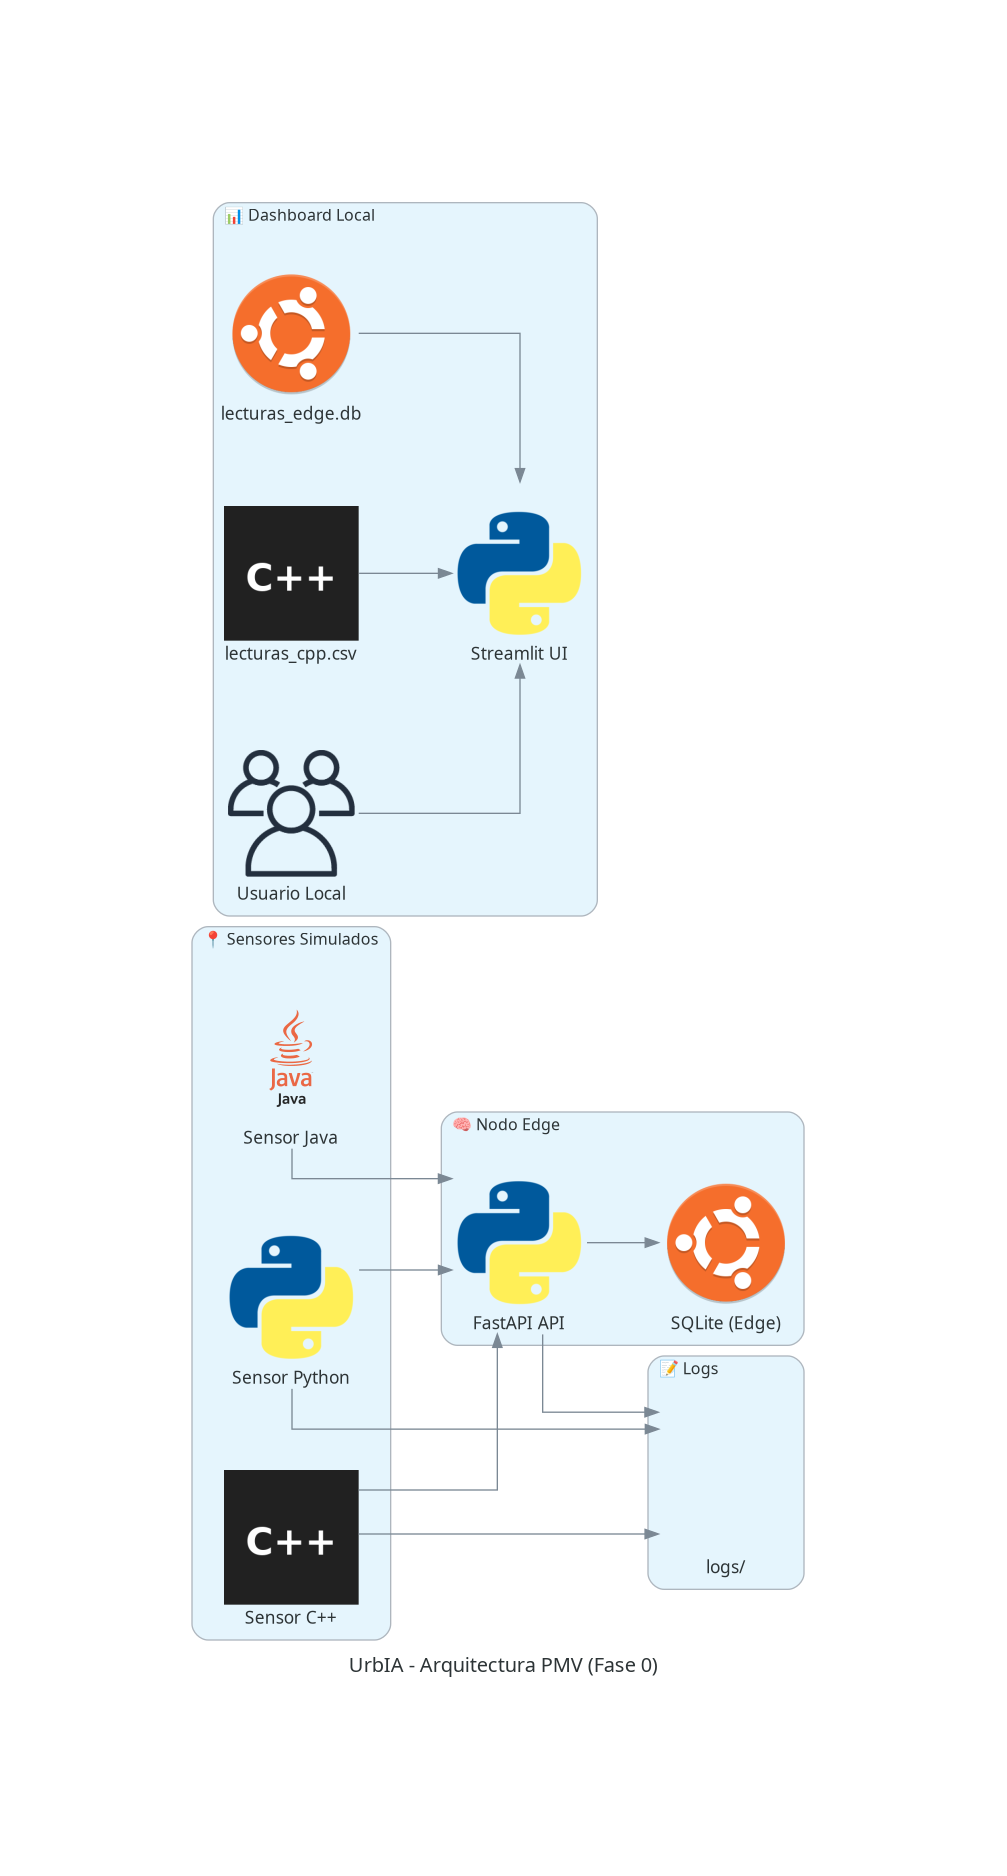 📊 Dashboard Local
lecturas_edge.db
C++
lecturas_cpp.csv
Streamlit UI
Usuario Local
📍 Sensores Simulados
Java
Java
Sensor Java
🧠 Nodo Edge
Sensor Python
FastAPI API
SQLite (Edge)
📝 Logs
C++
Sensor C++
logs/
UrbIA - Arquitectura PMV (Fase 0)